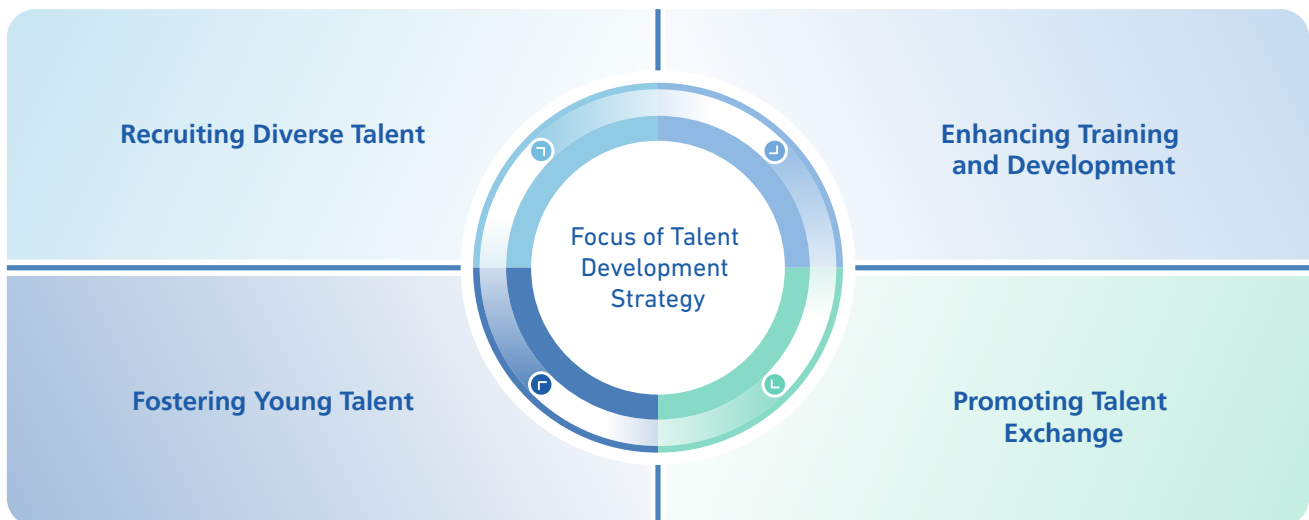 Recruiting Diverse Talent
Enhancing Training
and Development
Focus of Talent
Development
Strategy
Fostering Young Talent
Promoting Talent
Exchange